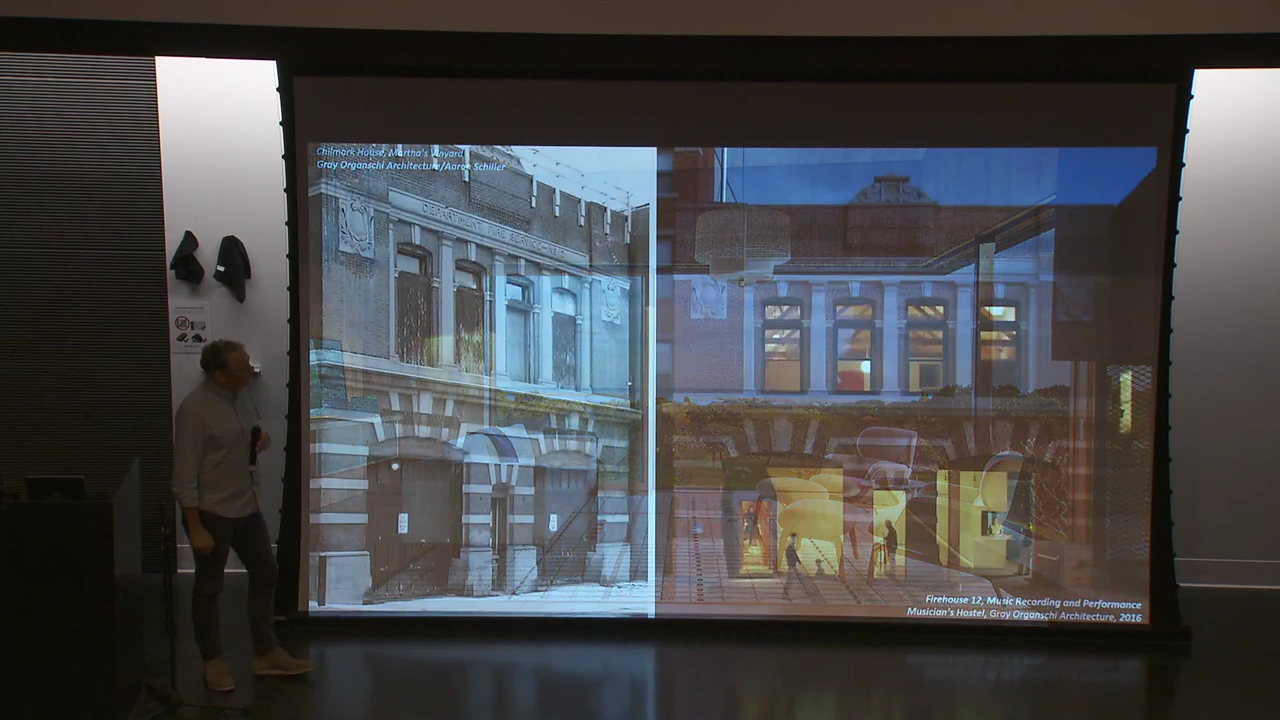 Chilmark House, Martha's Vinyard
Gray Organschi Architecture/Aaron Schiller
DEPARTMENT FIRE SERVICE
Firehouse 12, Music Recording and Performance
Musician's Hostel, Gray Organschi Architecture, 2016